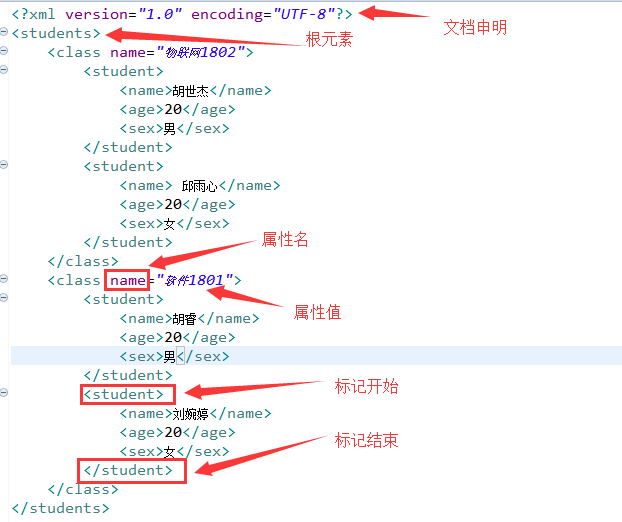 <?xml version="1.0" encoding="UTF-8"?> 文档申明
<students> 根元素
<class name="物联网1802">
<student>
<name>胡世杰</name>
<age>20</age>
<sex>男</sex>
</student>
<student>
<name> 邱雨心</name>
<age>20</age>
<sex>女</sex>
</student>
属性名
</class>
<class name="软件1801">
<student> 属性值
<name>胡睿</name>
<age>20</age>
<sex>男</sex>
</student>
<student> 标记开始
<name>刘婉婷</name>
<age>20</age>
<sex>女</sex> 标记结束
</student>
</class>
</students>